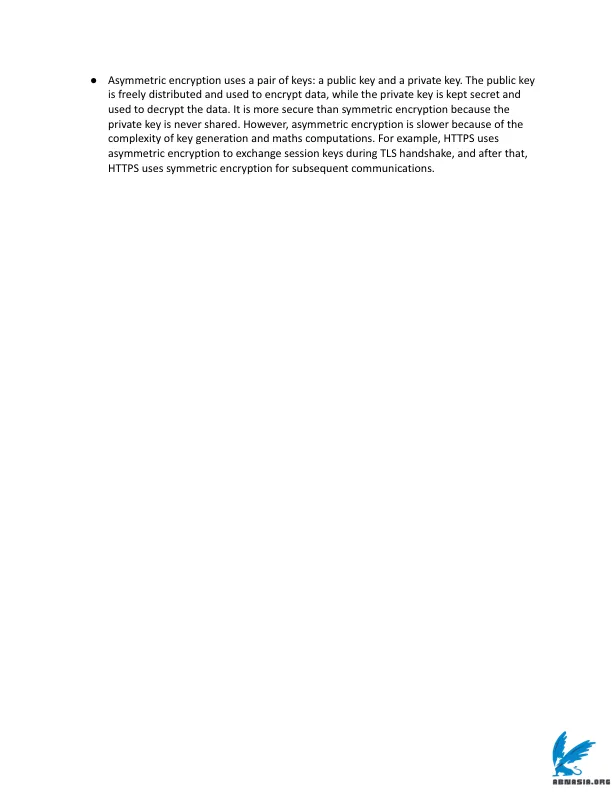 ● Asymmetric encryption uses a pair of keys: a public key and a private key. The public key
is freely distributed and used to encrypt data, while the private key is kept secret and
used to decrypt the data. It is more secure than symmetric encryption because the
private key is never shared. However, asymmetric encryption is slower because of the
complexity of key generation and maths computations. For example, HTTPS uses
asymmetric encryption to exchange session keys during TLS handshake, and after that,
HTTPS uses symmetric encryption for subsequent communications.
ABNASIA.ORG